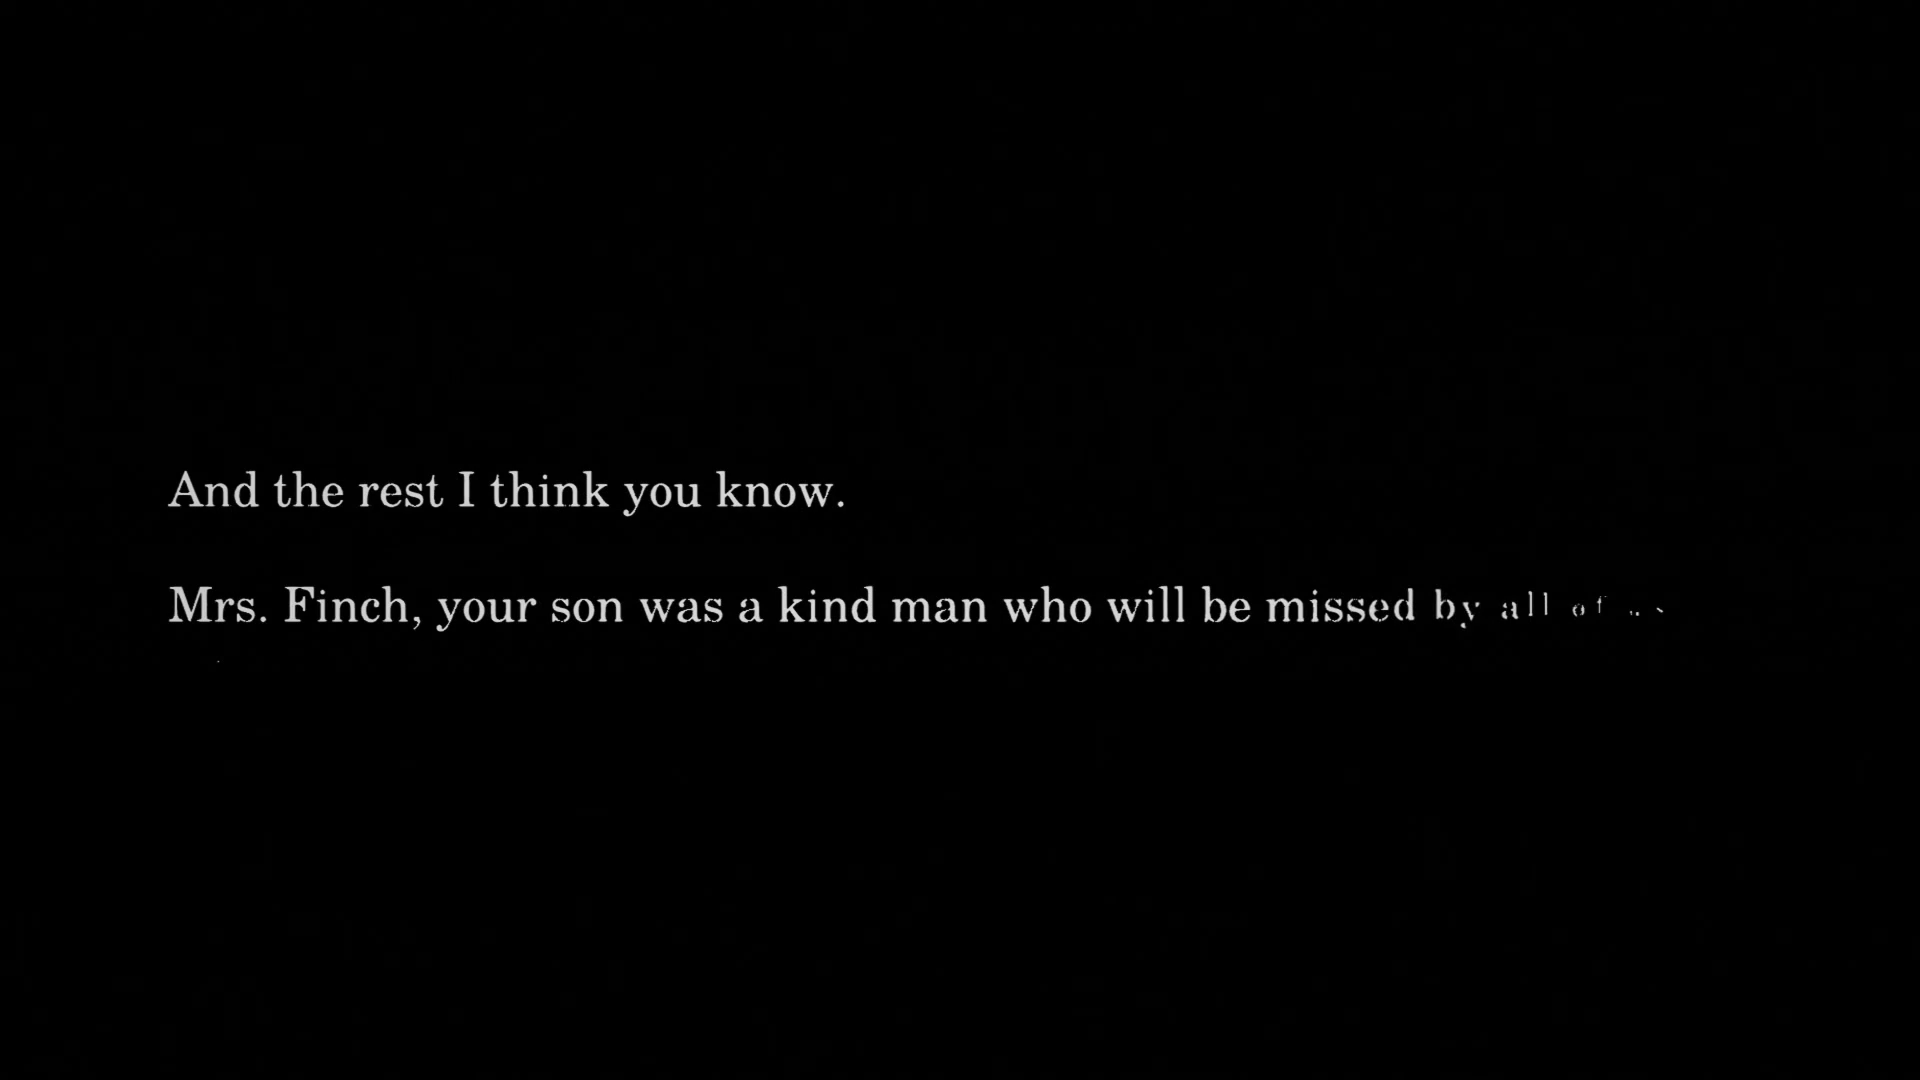 And the rest I think you know.
Mrs. Finch, your son was a kind man who will be missed by all of